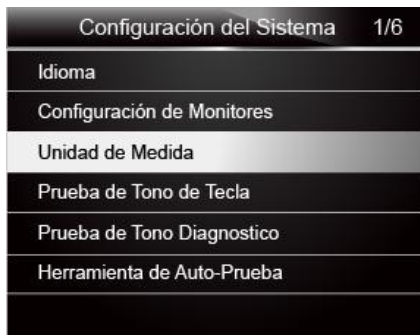 Configuración del Sistema 1/6
Idioma
Configuración de Monitores
Unidad de Medida
Prueba de Tono de Tecla
Prueba de Tono Diagnostico
Herramienta de Auto-Prueba